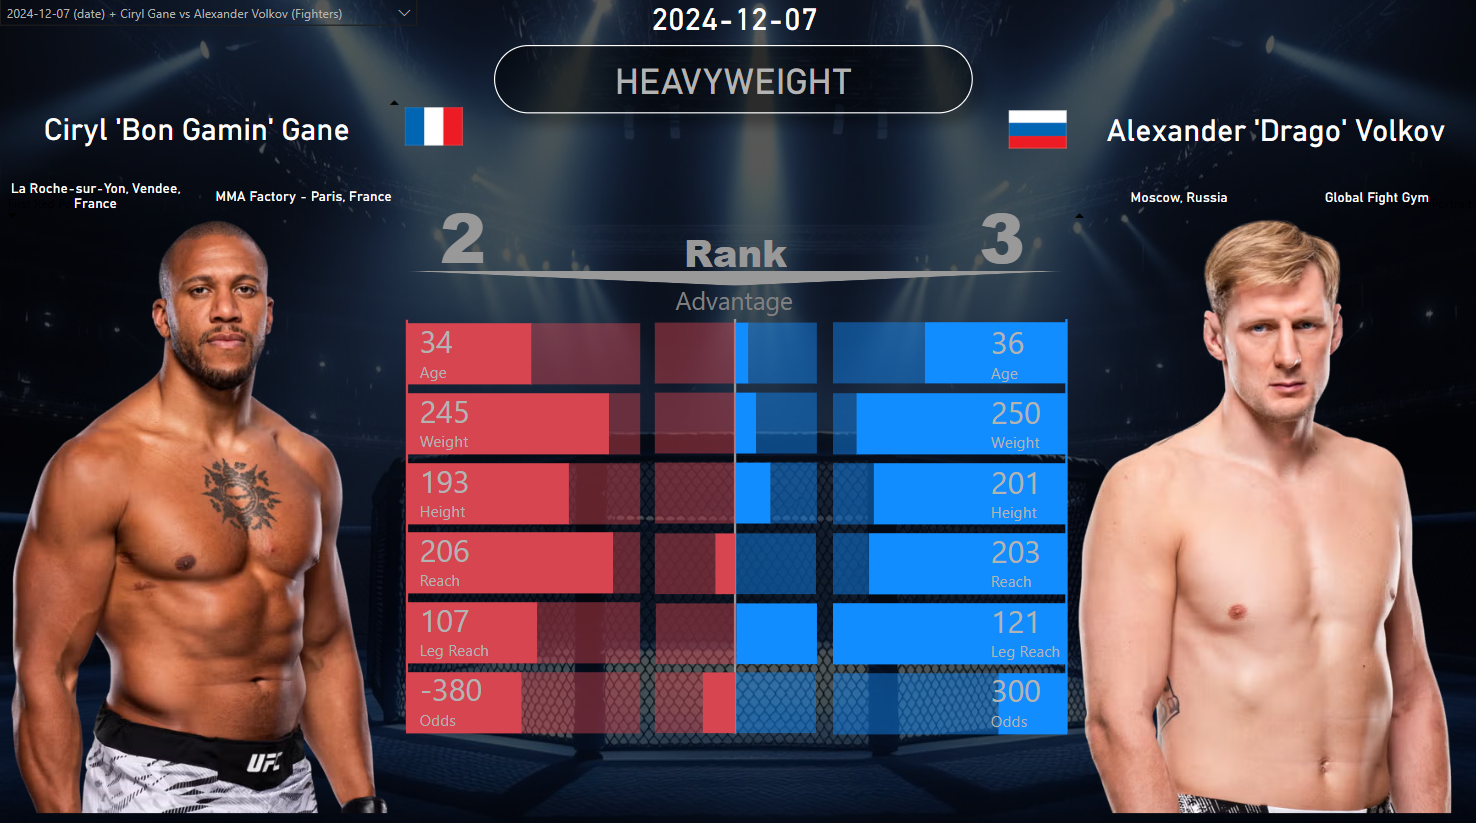 2024-12-07 (date) + Ciryl Gane vs Alexander Volkov (Fighters)
2024-12-07
HEAVYWEIGHT
Ciryl 'Bon Gamin' Gane
Alexander 'Drago' Volkov
La Roche-sur-Yon, Vendee,
France
MMA Factory - Paris, France
Moscow, Russia
Global Fight Gym
2
Rank
3
Advantage
34
Age
36
Age
245
Weight
250
Weight
193
Height
201
Height
206
Reach
203
Reach
107
Leg Reach
121
Leg Reach
-380
Odds
300
Odds
UFC